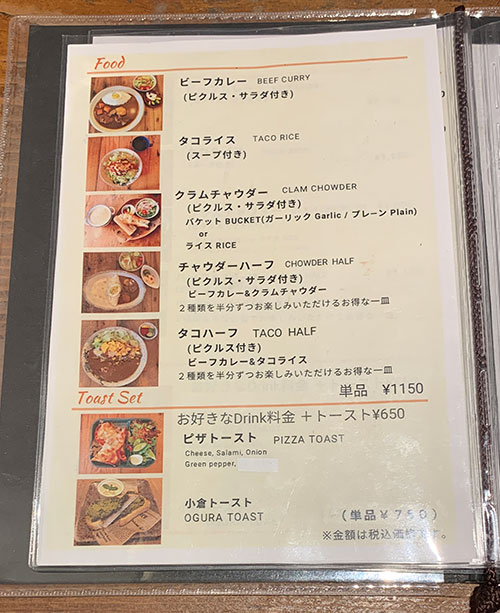 Food
ビーフカレー BEEF CURRY
(ピクルス・サラダ付き)
タコライス TACO RICE
(スープ付き)
クラムチャウダー CLAM CHOWDER
(ピクルス・サラダ付き)
バケット BUCKET(ガーリック Garlic / プレーン Plain)
or
ライス RICE
チャウダーハーフ CHOWDER HALF
(ピクルス・サラダ付き)
ビーフカレー&クラムチャウダー
２種類を半分ずつお楽しみいただけるお得な一皿
タコハーフ TACO HALF
(ピクルス付き)
ビーフカレー&タコライス
２種類を半分ずつお楽しみいただけるお得な一皿
単品 ¥1150
Toast Set
お好きなDrink料金 ＋トースト¥650
ピザトースト PIZZA TOAST
Cheese, Salami, Onion
Green pepper,
小倉トースト
OGURA TOAST
(単品¥750)
※金額は税込価格です。